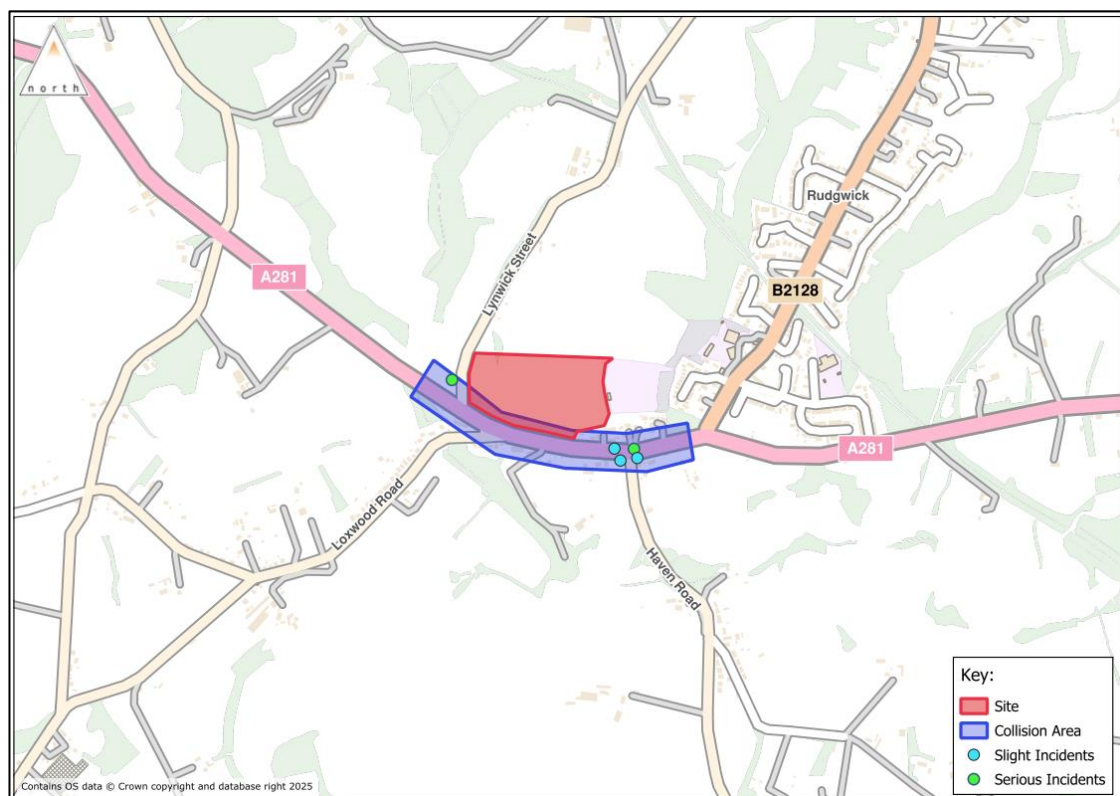 north
Rudgwick
A281
Lynwick Street
B2128
A281
Loxwood Road
Haven Road
Key:
Site
Collision Area
Slight Incidents
Serious Incidents
Contains OS data © Crown copyright and database right 2025